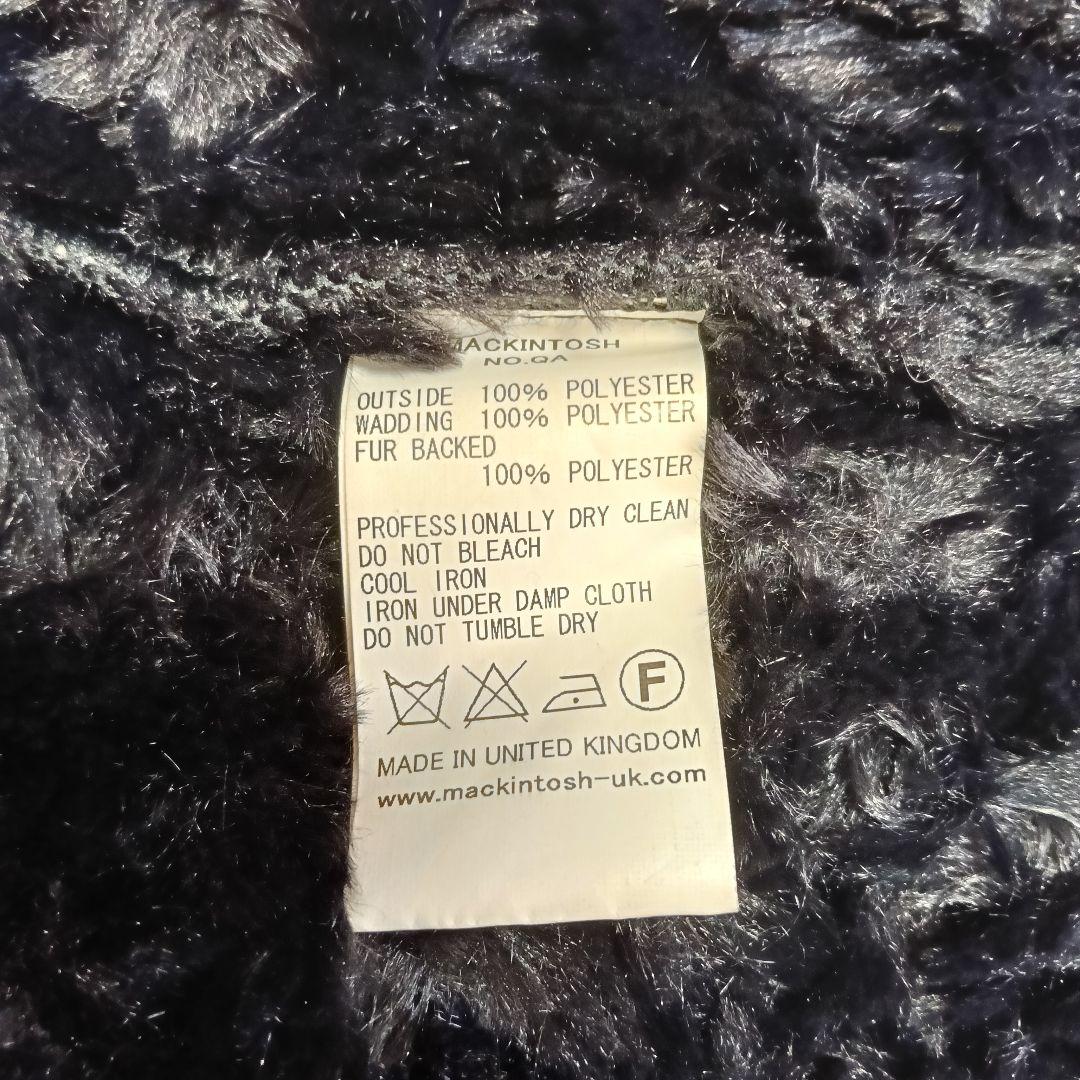 MACKINTOSH
NO.QA
OUTSIDE 100% POLYESTER
WADDING 100% POLYESTER
FUR BACKED
100% POLYESTER
PROFESSIONALLY DRY CLEAN
DO NOT BLEACH
COOL IRON
IRON UNDER DAMP CLOTH
DO NOT TUMBLE DRY
F
MADE IN UNITED KINGDOM
www.mackintosh-uk.com